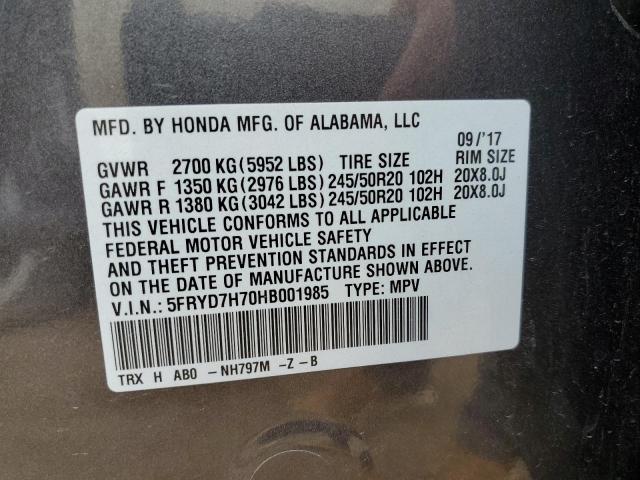 MFD. BY HONDA MFG. OF ALABAMA, LLC
09/'17
GVWR 2700 KG(5952 LBS) TIRE SIZE RIM SIZE
GAWR F 1350 KG(2976 LBS)245/50R20 102H 20X8.0J
GAWR R 1380 KG(3042 LBS)245/50R20 102H 20X8.0J
THIS VEHICLE CONFORMS TO ALL APPLICABLE
FEDERAL MOTOR VEHICLE SAFETY
AND THEFT PREVENTION STANDARDS IN EFFECT
ON THE DATE OF MANUFACTURE SHOWN ABOVE.
V.I.N.: 5FRYD7H70HB001985 TYPE: MPV
TRX H AB0 -NH797M -Z-B